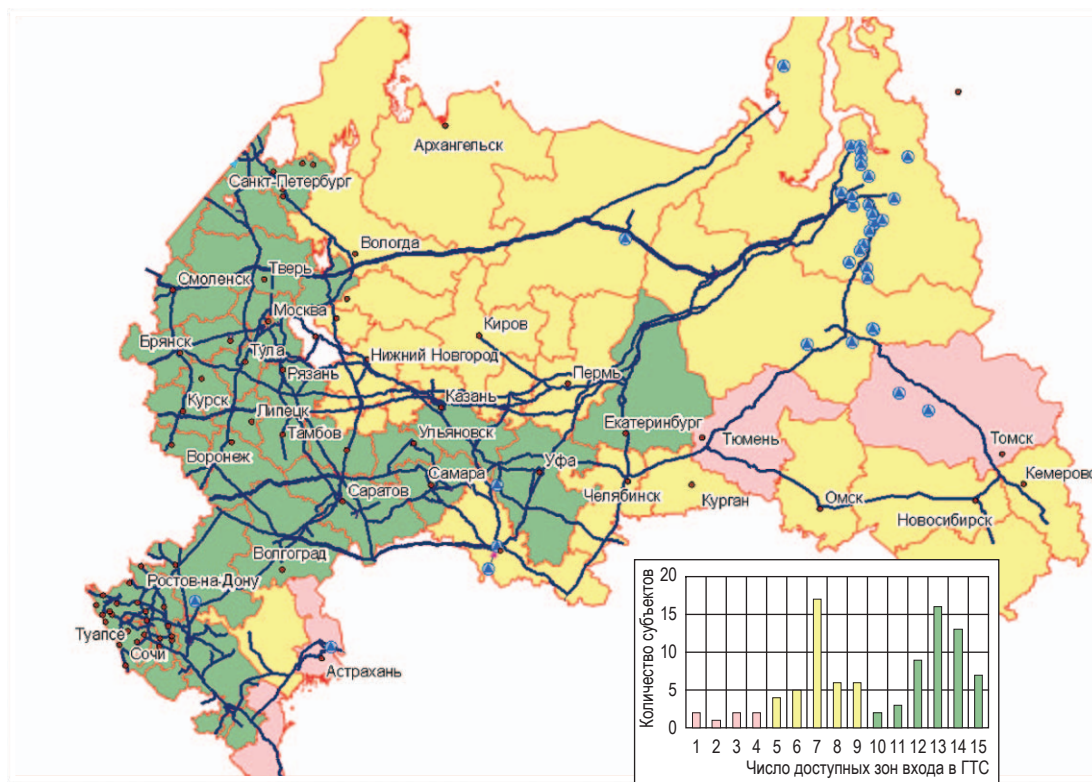 Архангельск
Санкт-Петербург
Вологда
Смоленск
Тверь
Москва
Киров
Брянск
Тула
Нижний Новгород
Рязань
Пермь
Казань
Курск
Липецк
Екатеринбург
Ульяновск
Тамбов
Тюмень
Воронеж
Томск
Уфа
Самара
Кемерово
Челябинск
Саратов
Курган
Омск
Новосибирск
Волгоград
Ростов-на-Дону
Туапсе
Сочи
Астрахань
Количество субъектов
20
15
10
5
0
1 2 3 4 5 6 7 8 9 10 11 12 13 14 15
Число доступных зон входа в ГТС